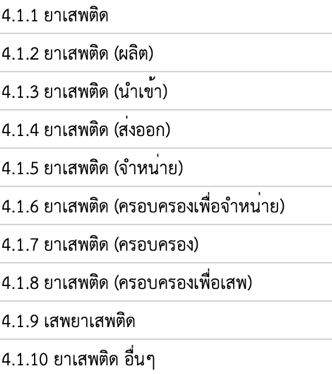 4.1.1 ยาเสพติด
4.1.2 ยาเสพติด (ผลิต)
4.1.3 ยาเสพติด (นำเข้า)
4.1.4 ยาเสพติด (ส่งออก)
4.1.5 ยาเสพติด (จำหน่าย)
4.1.6 ยาเสพติด (ครอบครองเพื่อจำหน่าย)
4.1.7 ยาเสพติด (ครอบครอง)
4.1.8 ยาเสพติด (ครอบครองเพื่อเสพ)
4.1.9 เสพยาเสพติด
4.1.10 ยาเสพติด อื่นๆ